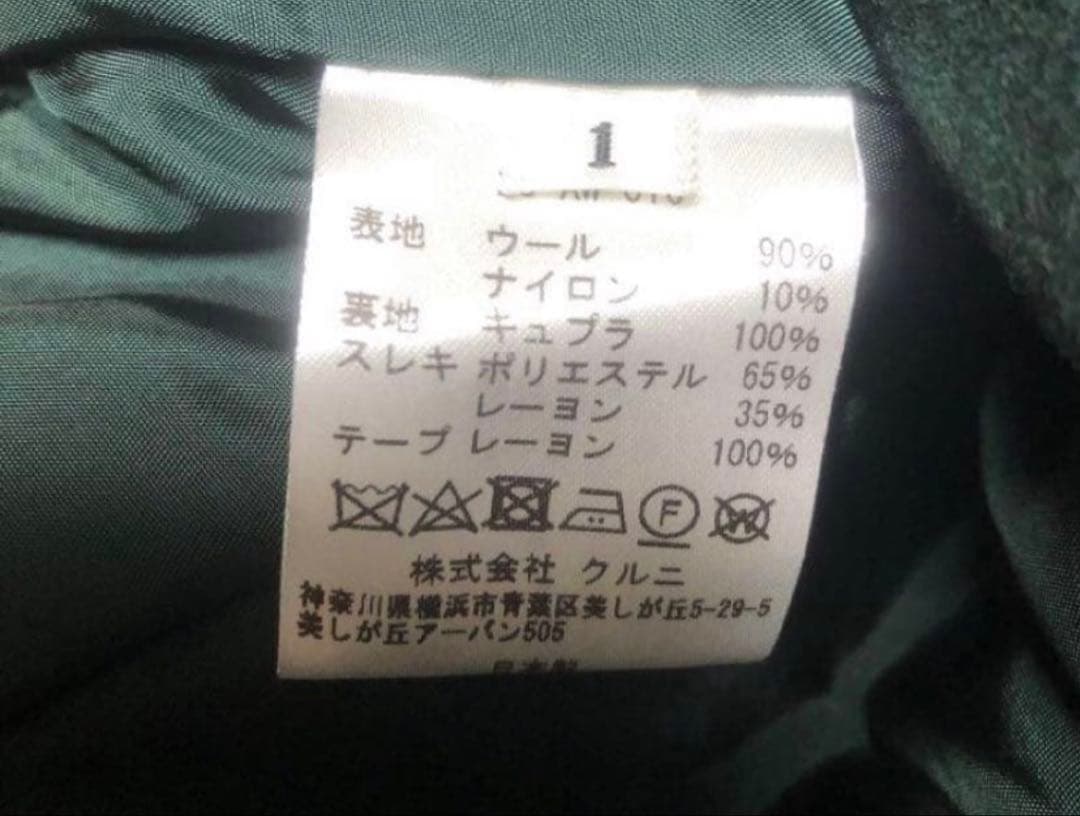 1
表地 ウール 90%
ナイロン 10%
裏地 キュプラ 100%
スレキ ポリエステル 65%
レーヨン 35%
テープ レーヨン 100%
F
W
株式会社 クルニ
神奈川県横浜市青葉区美しが丘5-29-5
美しが丘アーバン505
日本製